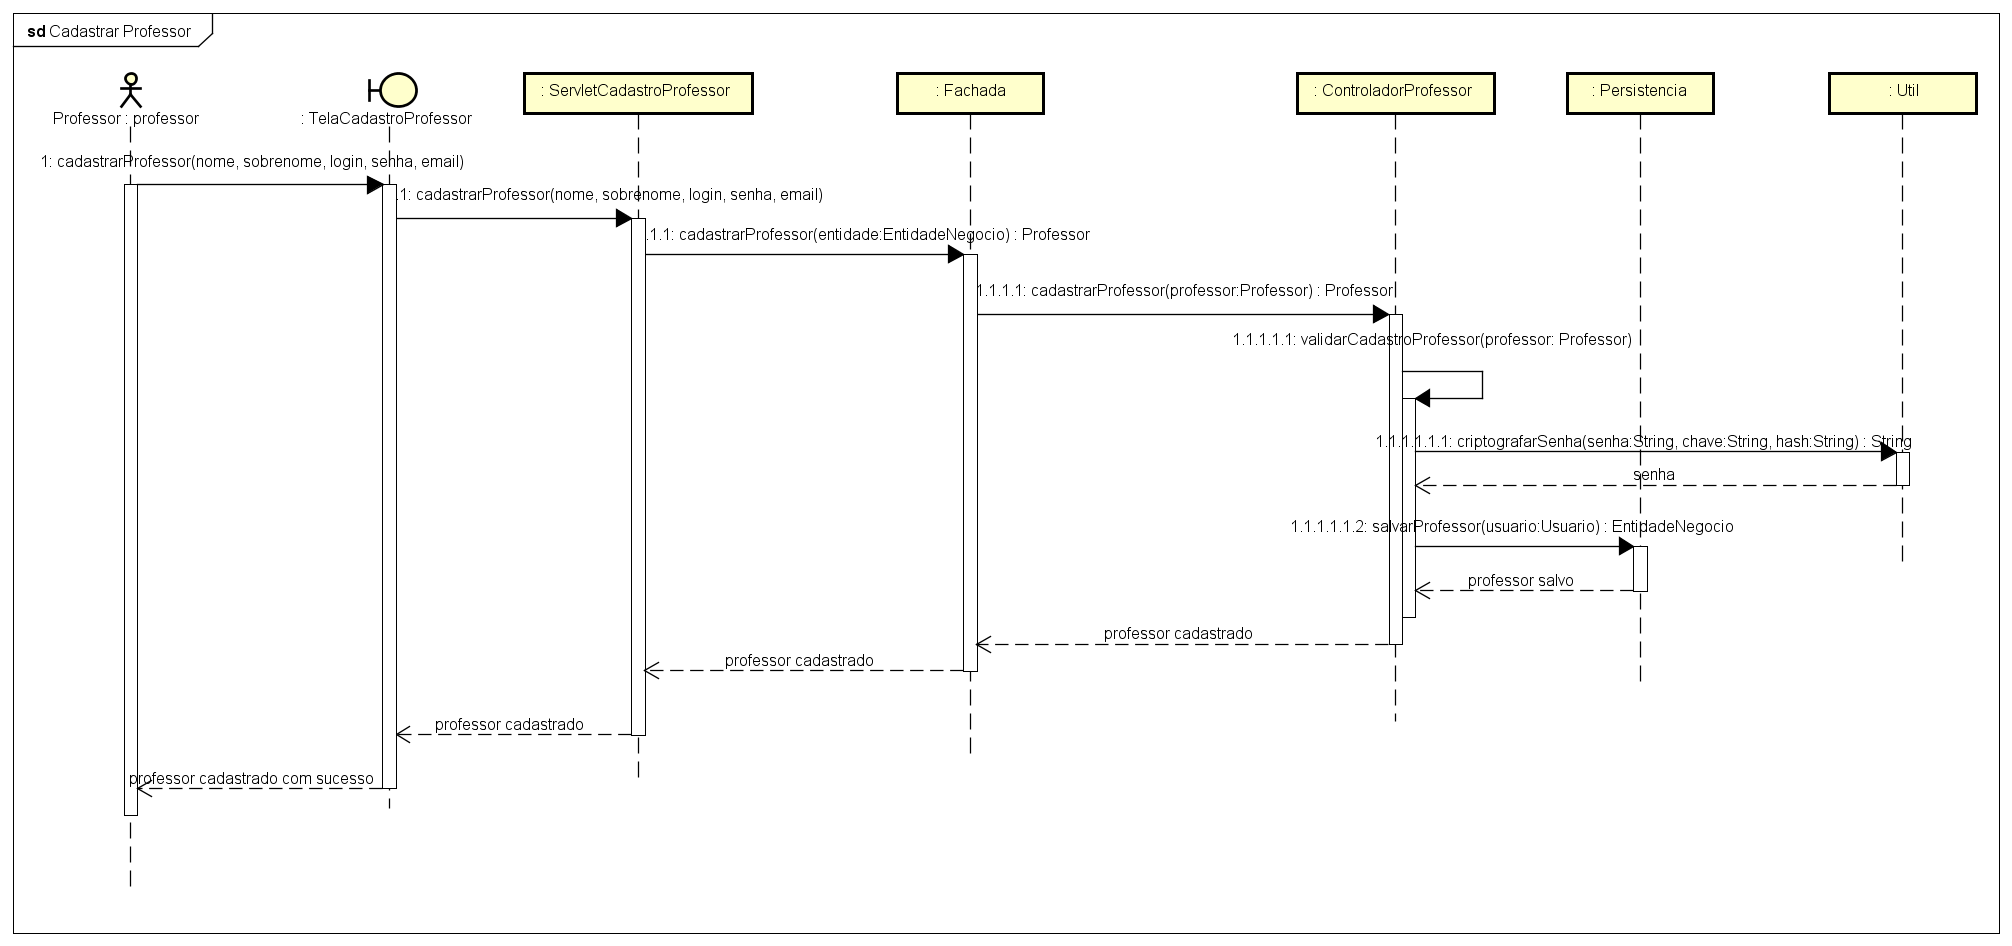 sd Cadastrar Professor
Professor : professor
: TelaCadastroProfessor
: ServletCadastroProfessor
: Fachada
: ControladorProfessor
: Persistencia
: Util
1: cadastrarProfessor(nome, sobrenome, login, senha, email)
.1: cadastrarProfessor(nome, sobrenome, login, senha, email)
.1.1: cadastrarProfessor(entidade:EntidadeNegocio) : Professor
1.1.1.1: cadastrarProfessor(professor:Professor) : Professor
1.1.1.1.1: validarCadastroProfessor(professor: Professor)
1.1.1.1.1.1: criptografarSenha(senha:String, chave:String, hash:String) : String
senha
1.1.1.1.1.2: salvarProfessor(usuario:Usuario) : EntidadeNegocio
professor salvo
professor cadastrado
professor cadastrado
professor cadastrado
professor cadastrado com sucesso